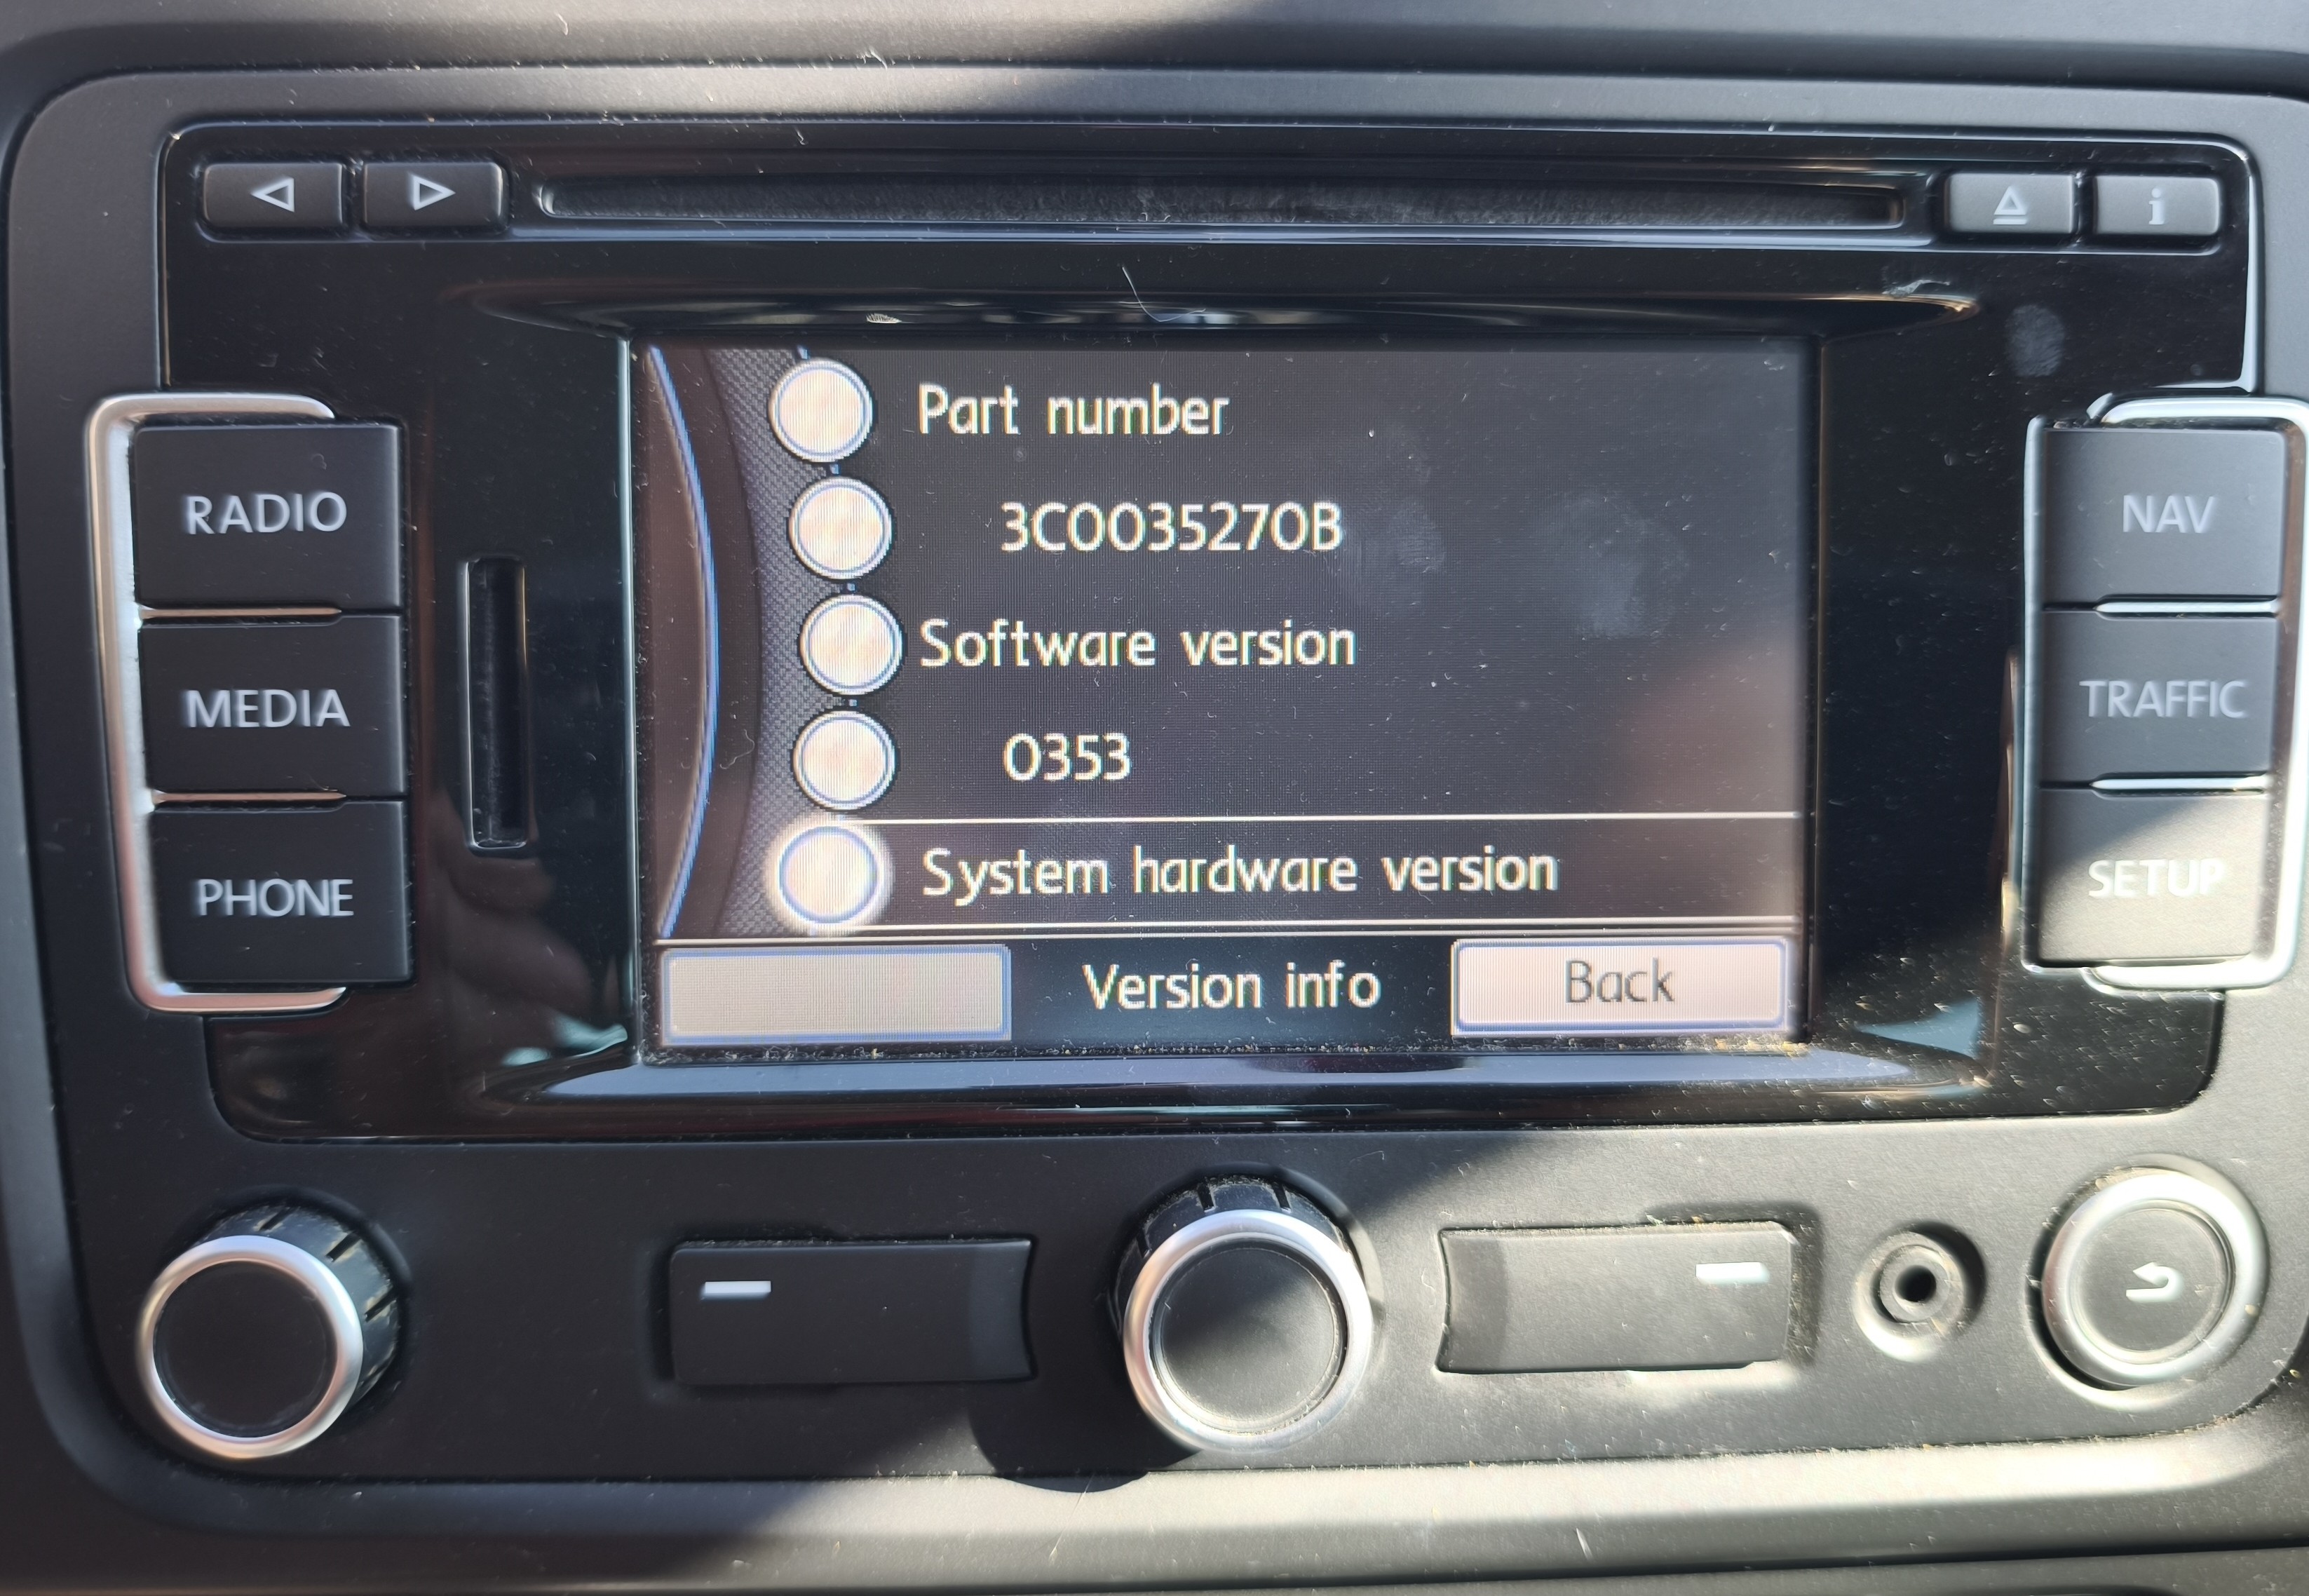 i
RADIO
MEDIA
PHONE
Part number
3C0035270B
Software version
0353
System hardware version
Version info
Back
NAV
TRAFFIC
SETUP